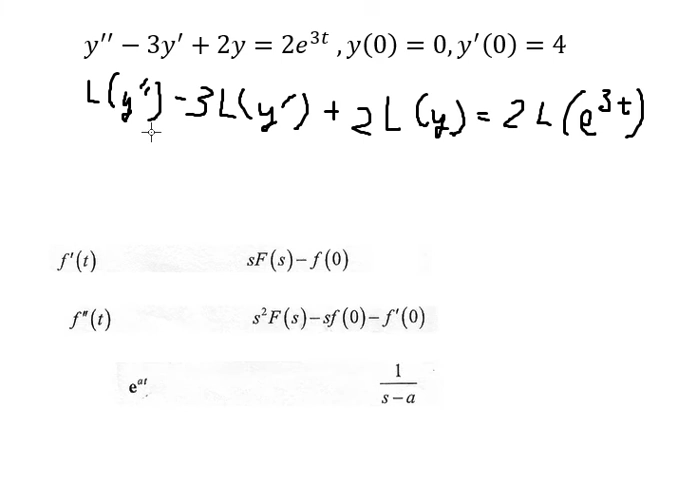 y′′ − 3y′ + 2y = 2e^{3t} , y(0) = 0, y′(0) = 4
L(y″) - 3L(y′) + 2L(y) = 2L(e^{3t})
f′(t) sF(s) − f(0)
f″(t) s²F(s) − sf(0) − f′(0)
e^{at} 1/(s − a)